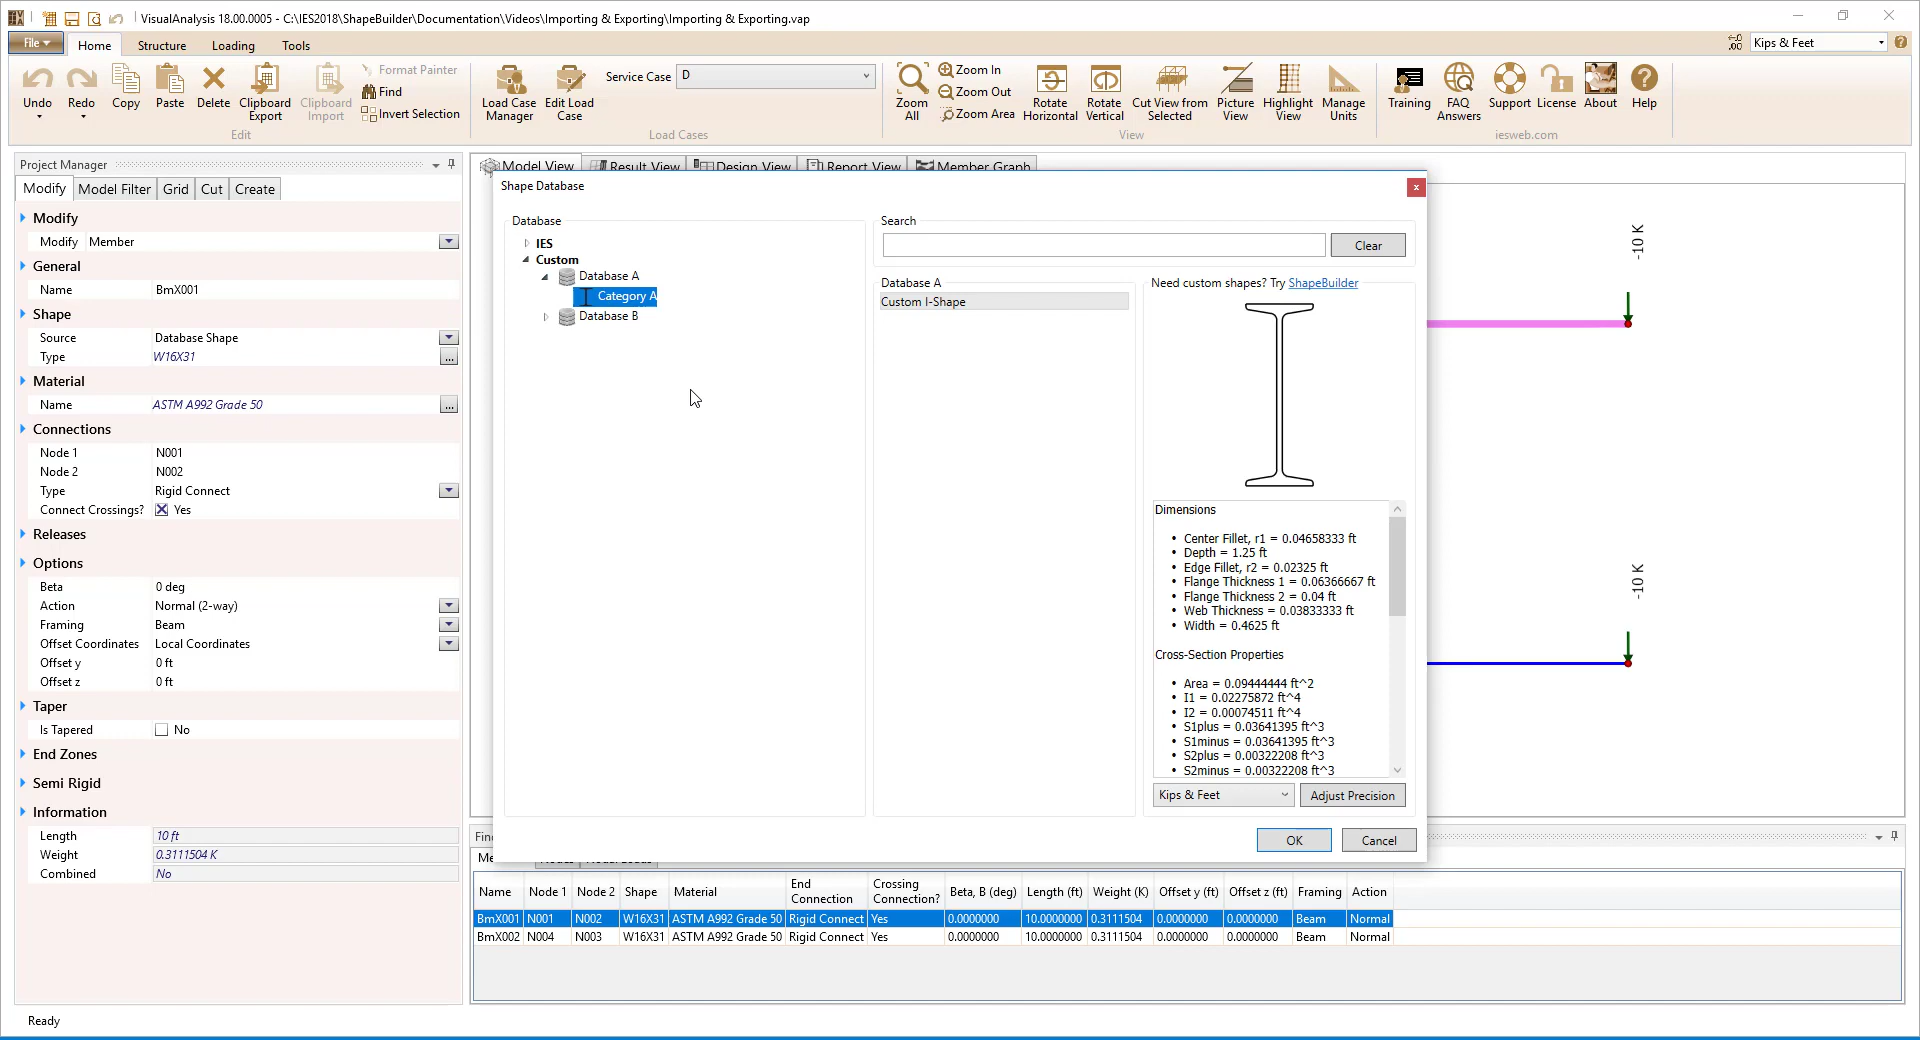 VisualAnalysis 18.00.0005 - C:\IES2018\ShapeBuilder\Documentation\Videos\Importing & Exporting\Importing & Exporting.vap
File Home Structure Loading Tools Kips & Feet
Undo Redo Copy Paste Delete Clipboard Export Clipboard Import
Format Painter
Find
Invert Selection
Edit
Load Case Manager Edit Load Case Service Case D
Load Cases
Zoom All
Zoom In
Zoom Out
Zoom Area
Rotate Horizontal Rotate Vertical Cut View from Selected Picture View Highlight View Manage Units
View
Training FAQ Answers Support License About Help
iesweb.com
Project Manager
Modify Model Filter Grid Cut Create
Modify
Modify Member
General
Name BmX001
Shape
Source Database Shape
Type W16X31 ...
Material
Name ASTM A992 Grade 50 ...
Connections
Node 1 N001
Node 2 N002
Type Rigid Connect
Connect Crossings? Yes
Releases
Options
Beta 0 deg
Action Normal (2-way)
Framing Beam
Offset Coordinates Local Coordinates
Offset y 0 ft
Offset z 0 ft
Taper
Is Tapered No
End Zones
Semi Rigid
Information
Length 10 ft
Weight 0.3111504 K
Combined No
Model View Result View Design View Report View Member Graph
Shape Database x
Database
IES
Custom
Database A
Category A
Database B
Search
Clear
Database A
Custom I-Shape
Need custom shapes? Try ShapeBuilder
Dimensions
• Center Fillet, r1 = 0.04658333 ft
• Depth = 1.25 ft
• Edge Fillet, r2 = 0.02325 ft
• Flange Thickness 1 = 0.06366667 ft
• Flange Thickness 2 = 0.04 ft
• Web Thickness = 0.03833333 ft
• Width = 0.4625 ft
Cross-Section Properties
• Area = 0.09444444 ft^2
• I1 = 0.02275872 ft^4
• I2 = 0.00074511 ft^4
• S1plus = 0.03641395 ft^3
• S1minus = 0.03641395 ft^3
• S2plus = 0.00322208 ft^3
• S2minus = 0.00322208 ft^3
Kips & Feet Adjust Precision
OK Cancel
-10 K
-10 K
Name Node 1 Node 2 Shape Material End Connection Crossing Connection? Beta, B (deg) Length (ft) Weight (K) Offset y (ft) Offset z (ft) Framing Action
BmX001 N001 N002 W16X31 ASTM A992 Grade 50 Rigid Connect Yes 0.0000000 10.0000000 0.3111504 0.0000000 0.0000000 Beam Normal
BmX002 N004 N003 W16X31 ASTM A992 Grade 50 Rigid Connect Yes 0.0000000 10.0000000 0.3111504 0.0000000 0.0000000 Beam Normal
Ready